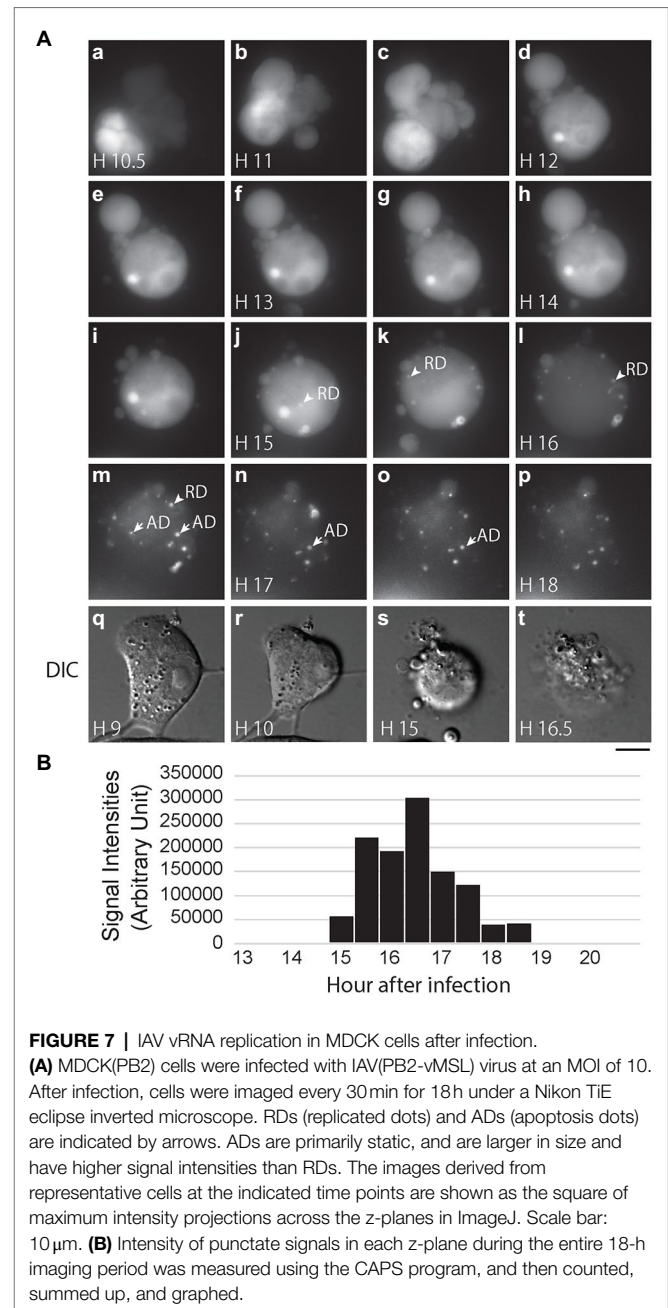 A
a
b
c
d
H 10.5
H 11
H 12
e
f
g
h
H 13
H 14
i
j
k
l
RD
RD
RD
H 15
H 16
m
n
o
p
RD
AD
AD
AD
AD
H 17
H 18
DIC
q
r
s
t
H 9
H 10
H 15
H 16.5
B
Signal Intensities
(Arbitrary Unit)
350000
300000
250000
200000
150000
100000
50000
0
13 14 15 16 17 18 19 20
Hour after infection
FIGURE 7 | IAV vRNA replication in MDCK cells after infection.
(A) MDCK(PB2) cells were infected with IAV(PB2-vMSL) virus at an MOI of 10.
After infection, cells were imaged every 30 min for 18 h under a Nikon TiE
eclipse inverted microscope. RDs (replicated dots) and ADs (apoptosis dots)
are indicated by arrows. ADs are primarily static, and are larger in size and
have higher signal intensities than RDs. The images derived from
representative cells at the indicated time points are shown as the square of
maximum intensity projections across the z-planes in ImageJ. Scale bar:
10 μm. (B) Intensity of punctate signals in each z-plane during the entire 18-h
imaging period was measured using the CAPS program, and then counted,
summed up, and graphed.